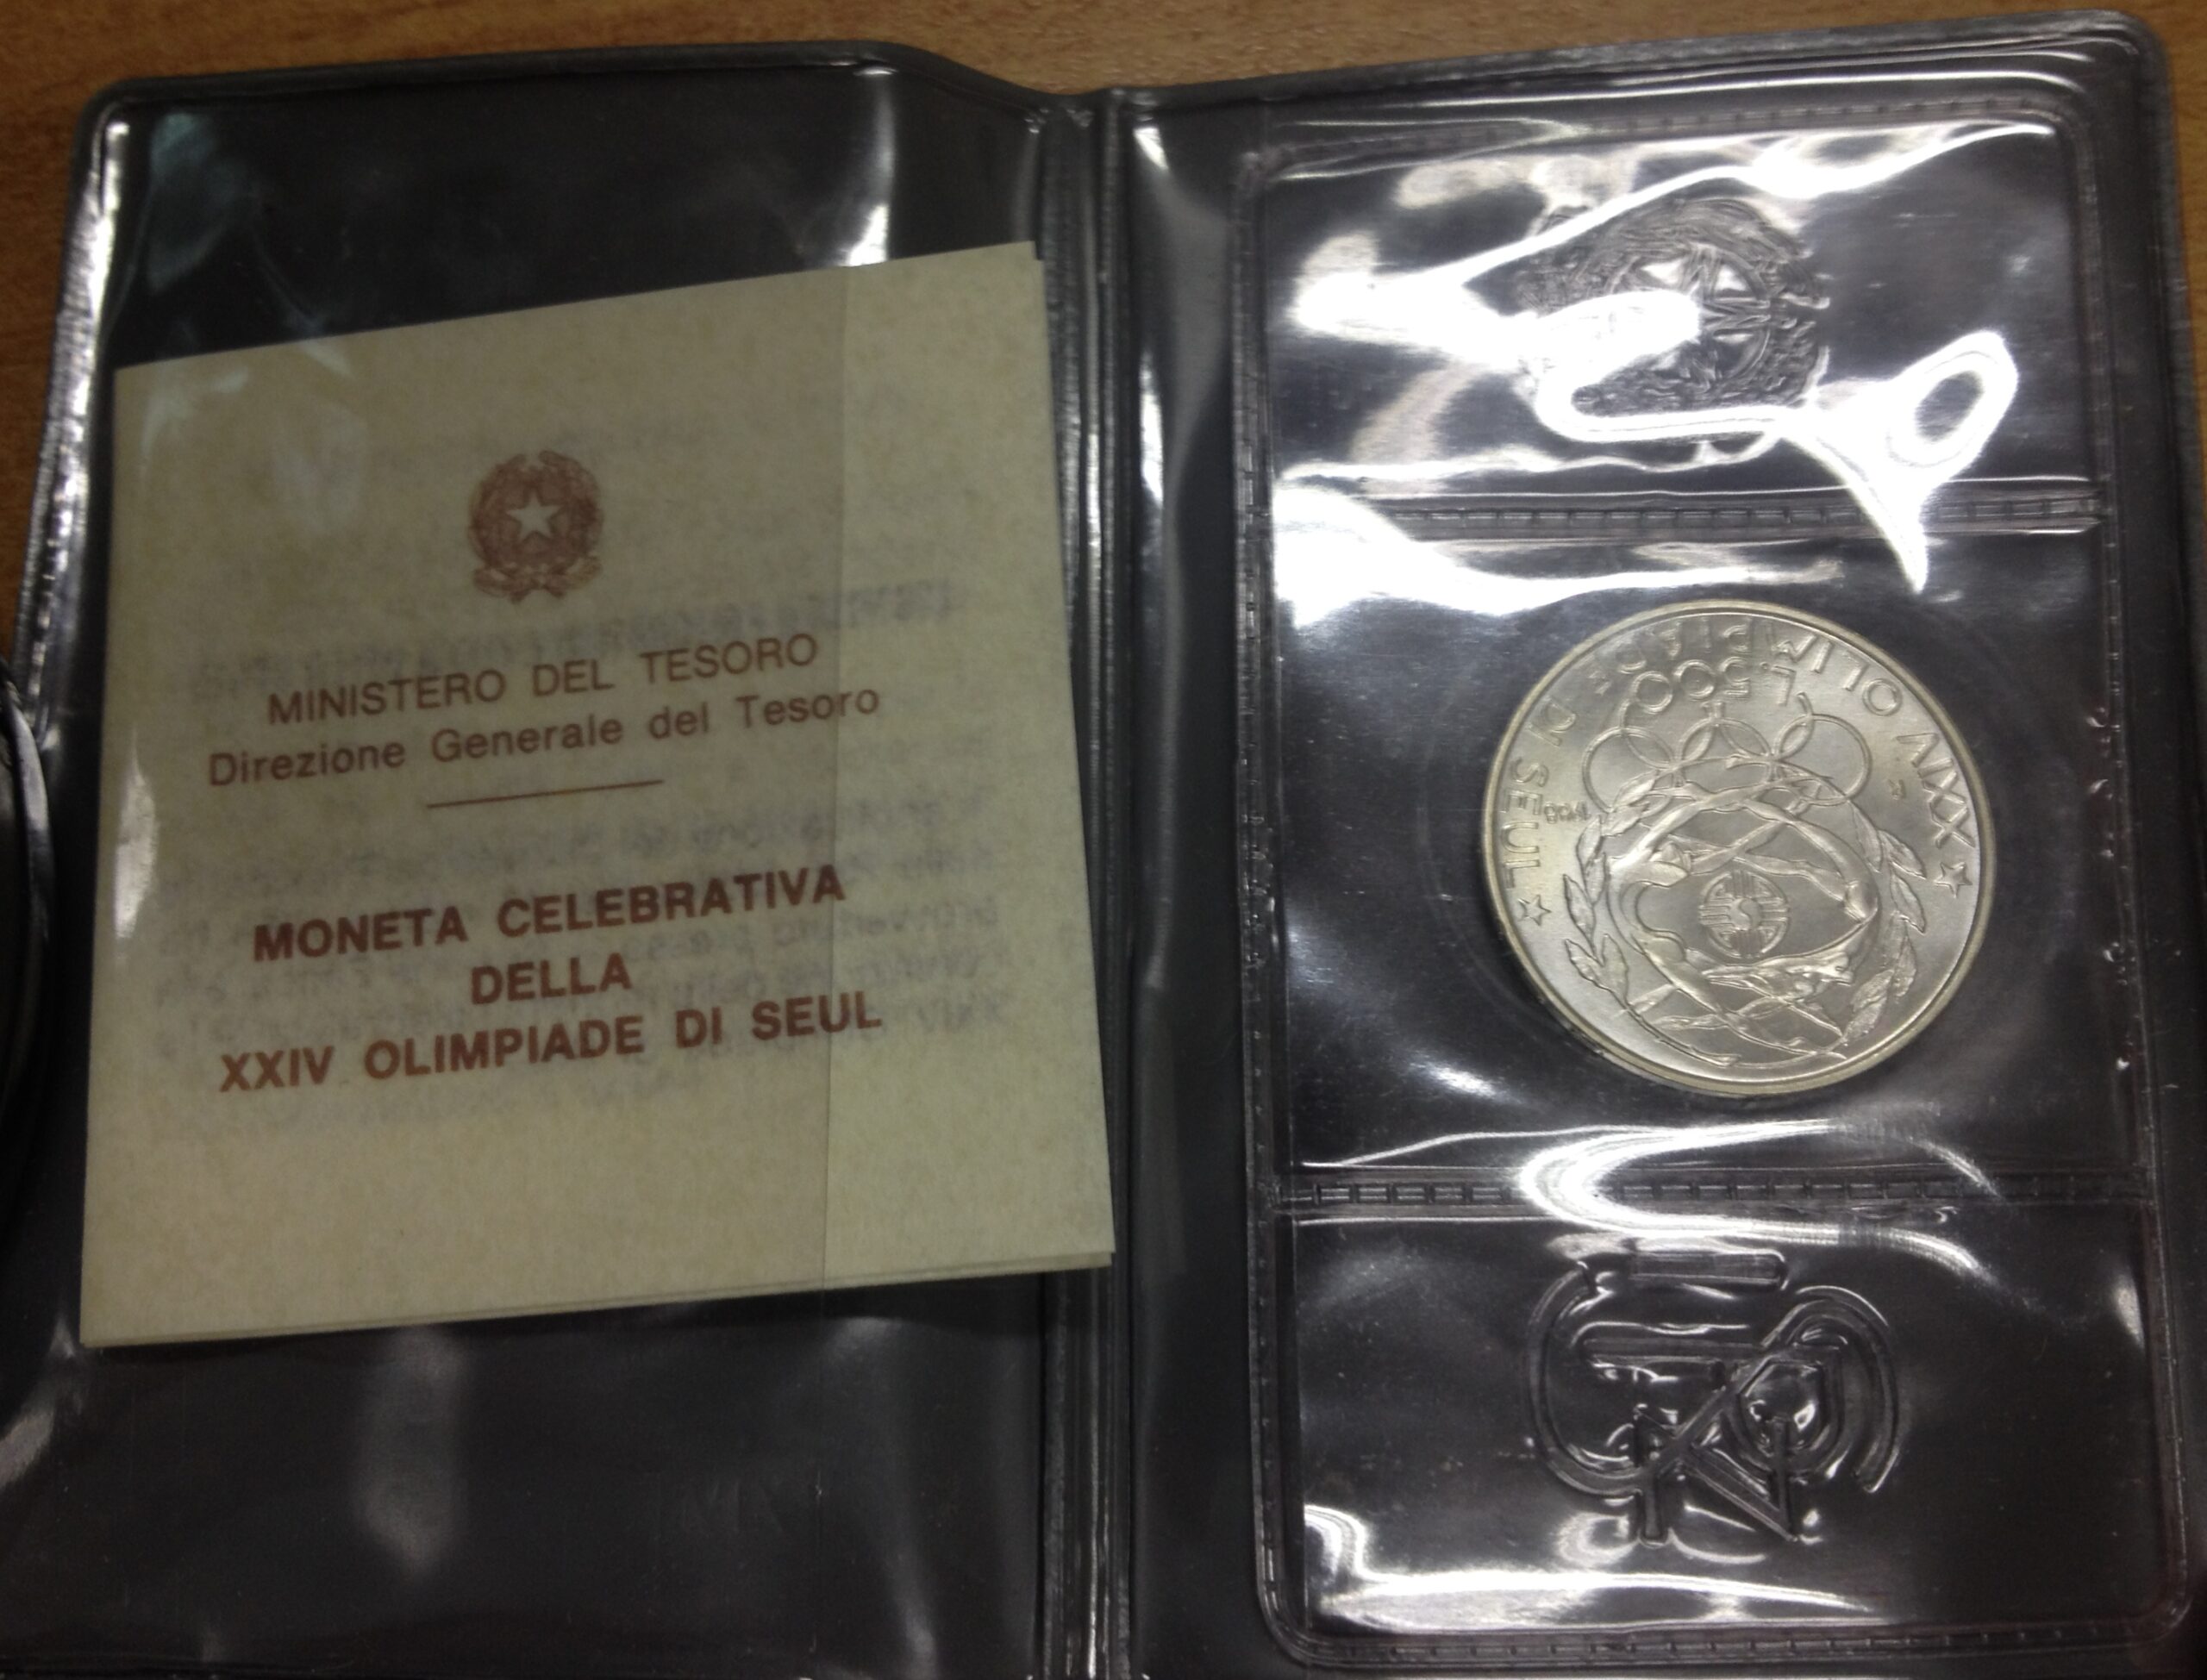 MINISTERO DEL TESORO
Direzione Generale del Tesoro
MONETA CELEBRATIVA
DELLA
XXIV OLIMPIADE DI SEUL
XXIV OLIMPIADE DI SEUL
L.500
R
1988